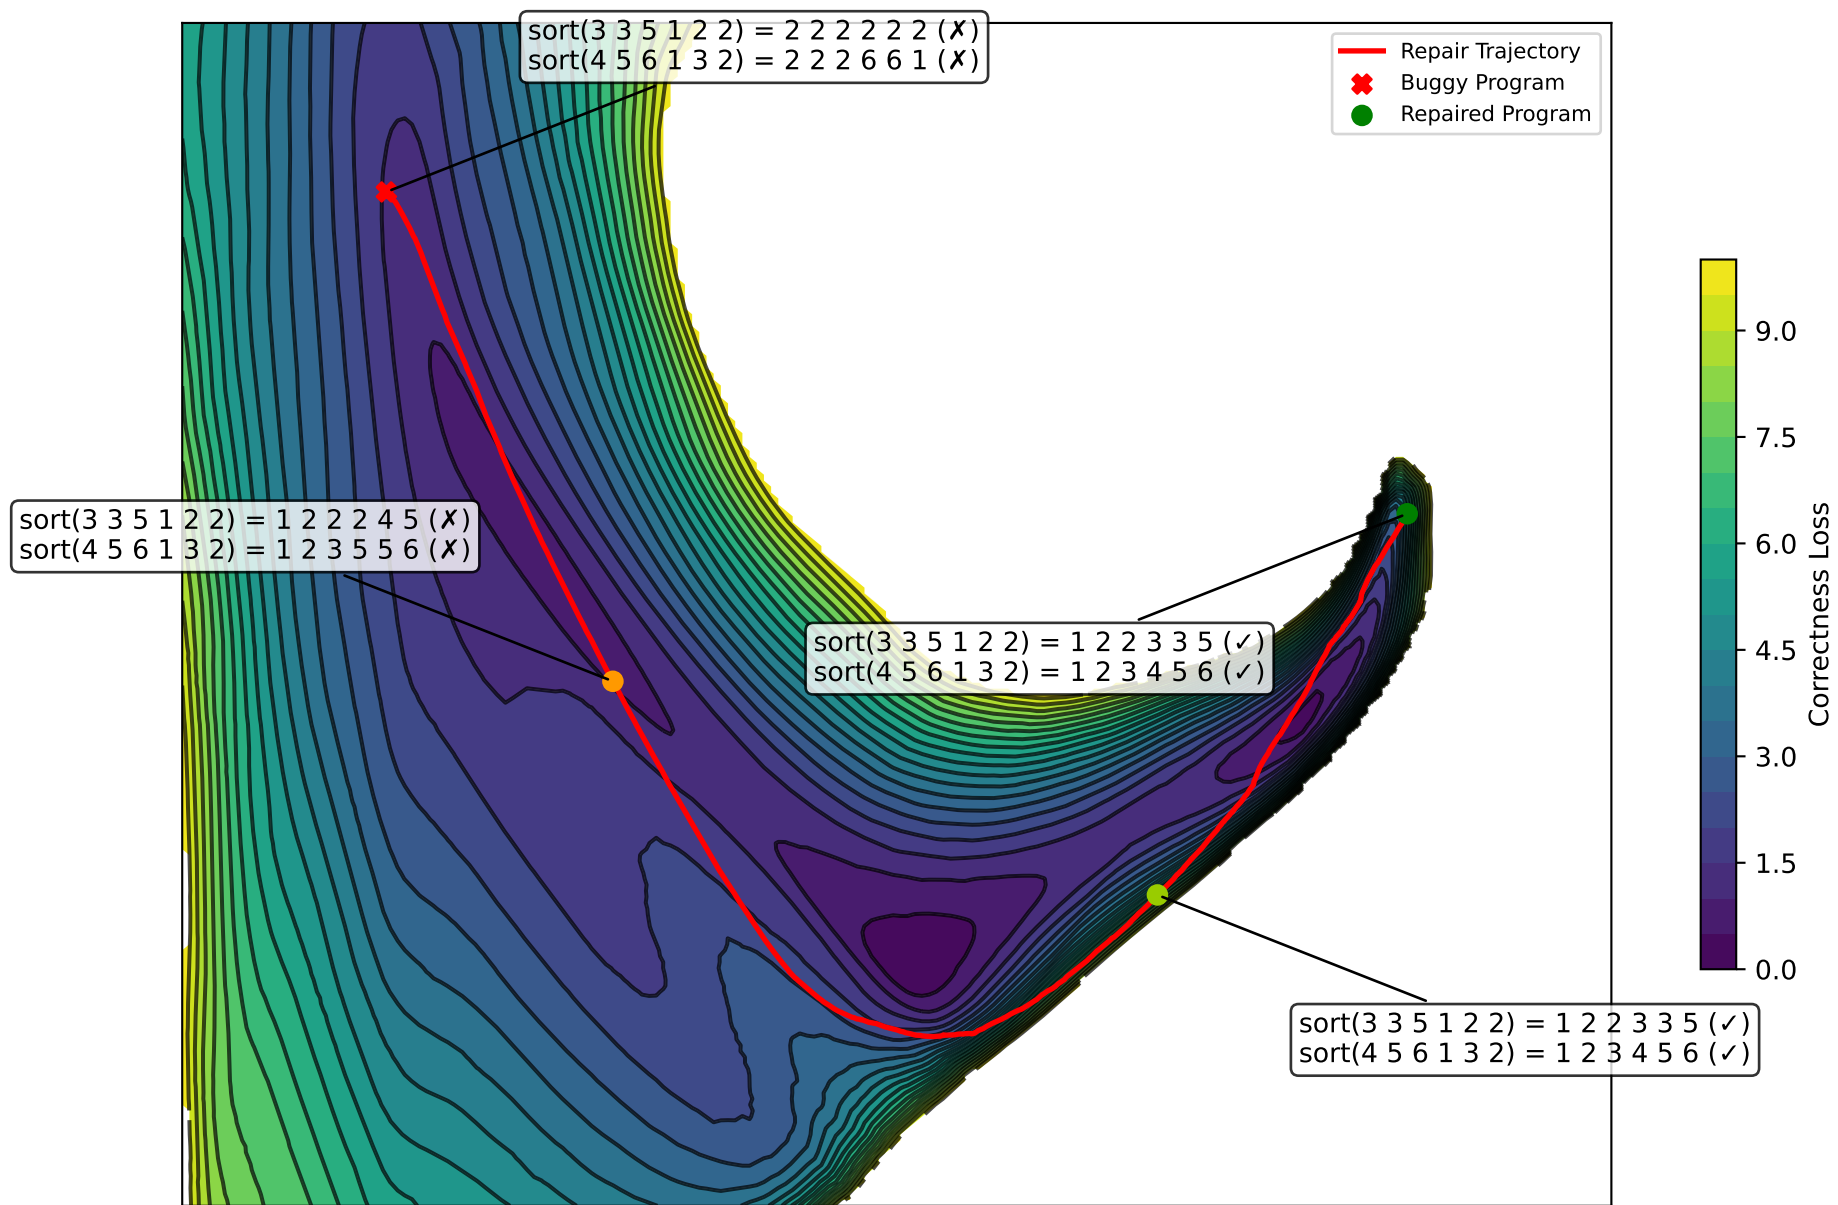 sort(3 3 5 1 2 2) = 2 2 2 2 2 2 (✗)
sort(4 5 6 1 3 2) = 2 2 2 6 6 1 (✗)
Repair Trajectory
Buggy Program
Repaired Program
sort(3 3 5 1 2 2) = 1 2 2 2 4 5 (✗)
sort(4 5 6 1 3 2) = 1 2 3 5 5 6 (✗)
sort(3 3 5 1 2 2) = 1 2 2 3 3 5 (✓)
sort(4 5 6 1 3 2) = 1 2 3 4 5 6 (✓)
sort(3 3 5 1 2 2) = 1 2 2 3 3 5 (✓)
sort(4 5 6 1 3 2) = 1 2 3 4 5 6 (✓)
9.0
7.5
6.0
4.5
3.0
1.5
0.0
Correctness Loss